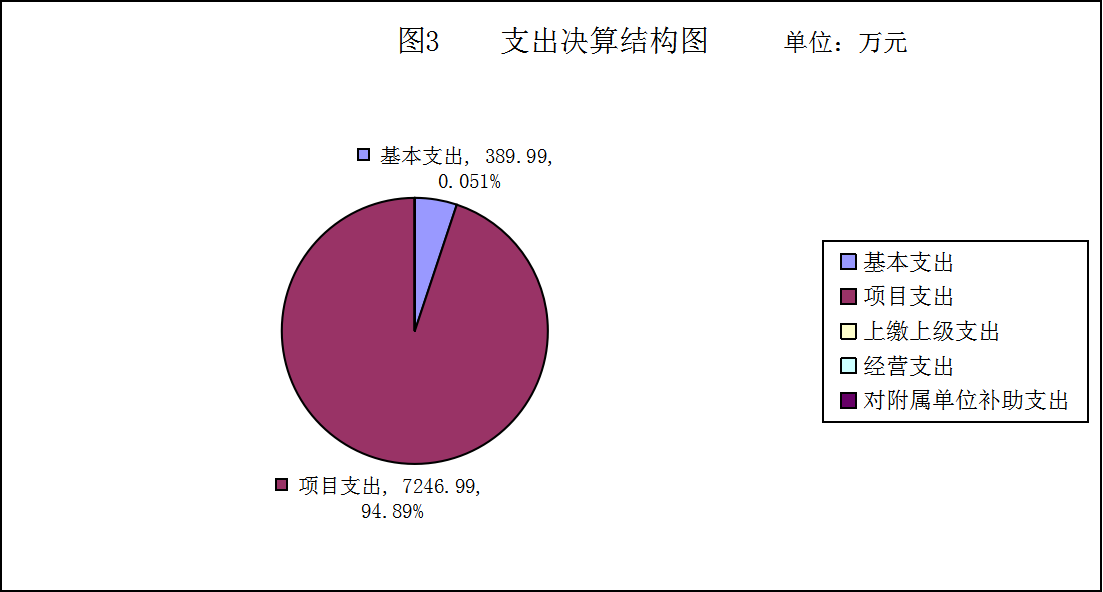 图3 支出决算结构图 单位：万元
基本支出, 389.99,
0.051%
基本支出
项目支出
上缴上级支出
经营支出
对附属单位补助支出
项目支出, 7246.99,
94.89%